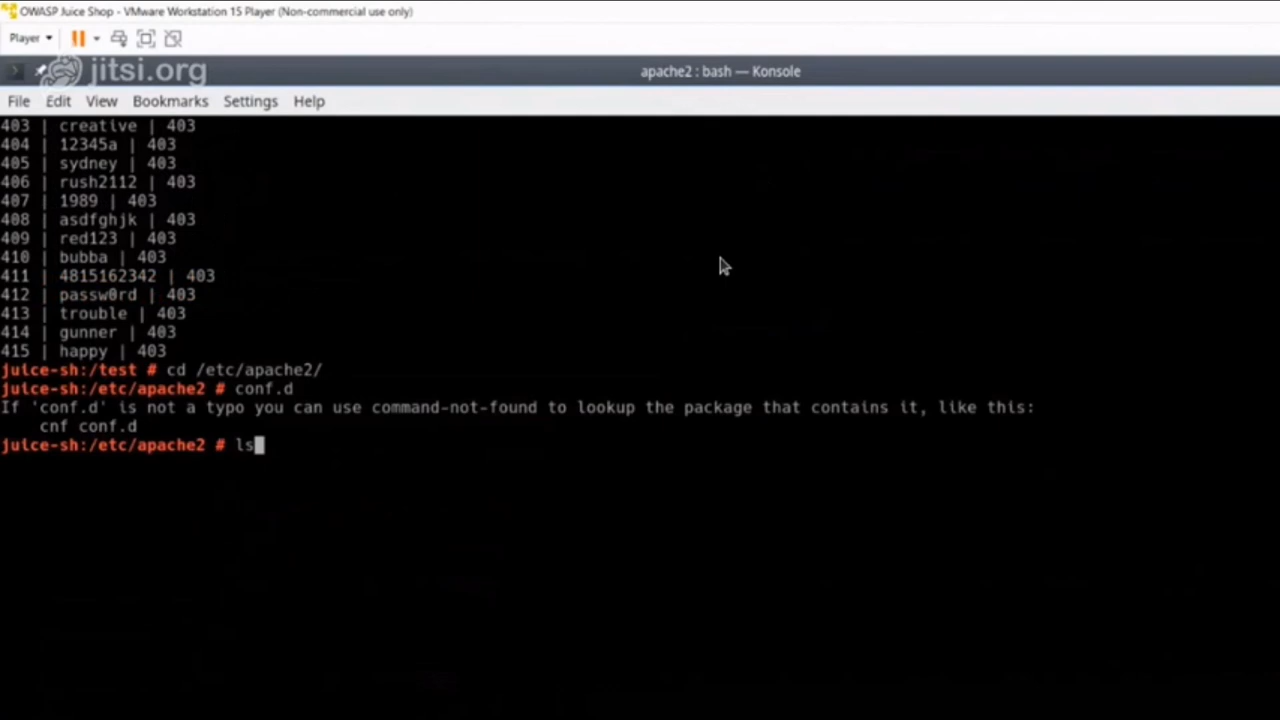 OWASP Juice Shop - VMware Workstation 15 Player (Non-commercial use only)
Player
jitsi.org
apache2 : bash — Konsole
File Edit View Bookmarks Settings Help
403 | creative | 403
404 | 12345a | 403
405 | sydney | 403
406 | rush2112 | 403
407 | 1989 | 403
408 | asdfghjk | 403
409 | red123 | 403
410 | bubba | 403
411 | 4815162342 | 403
412 | passw0rd | 403
413 | trouble | 403
414 | gunner | 403
415 | happy | 403
juice-sh:/test # cd /etc/apache2/
juice-sh:/etc/apache2 # conf.d
If 'conf.d' is not a typo you can use command-not-found to lookup the package that contains it, like this:
cnf conf.d
juice-sh:/etc/apache2 # ls